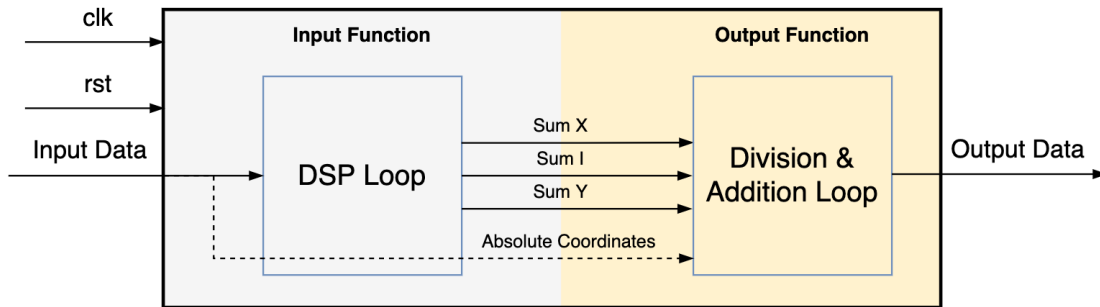 clk
rst
Input Data
Input Function
DSP Loop
Sum X
Sum I
Sum Y
Absolute Coordinates
Output Function
Division &
Addition Loop
Output Data